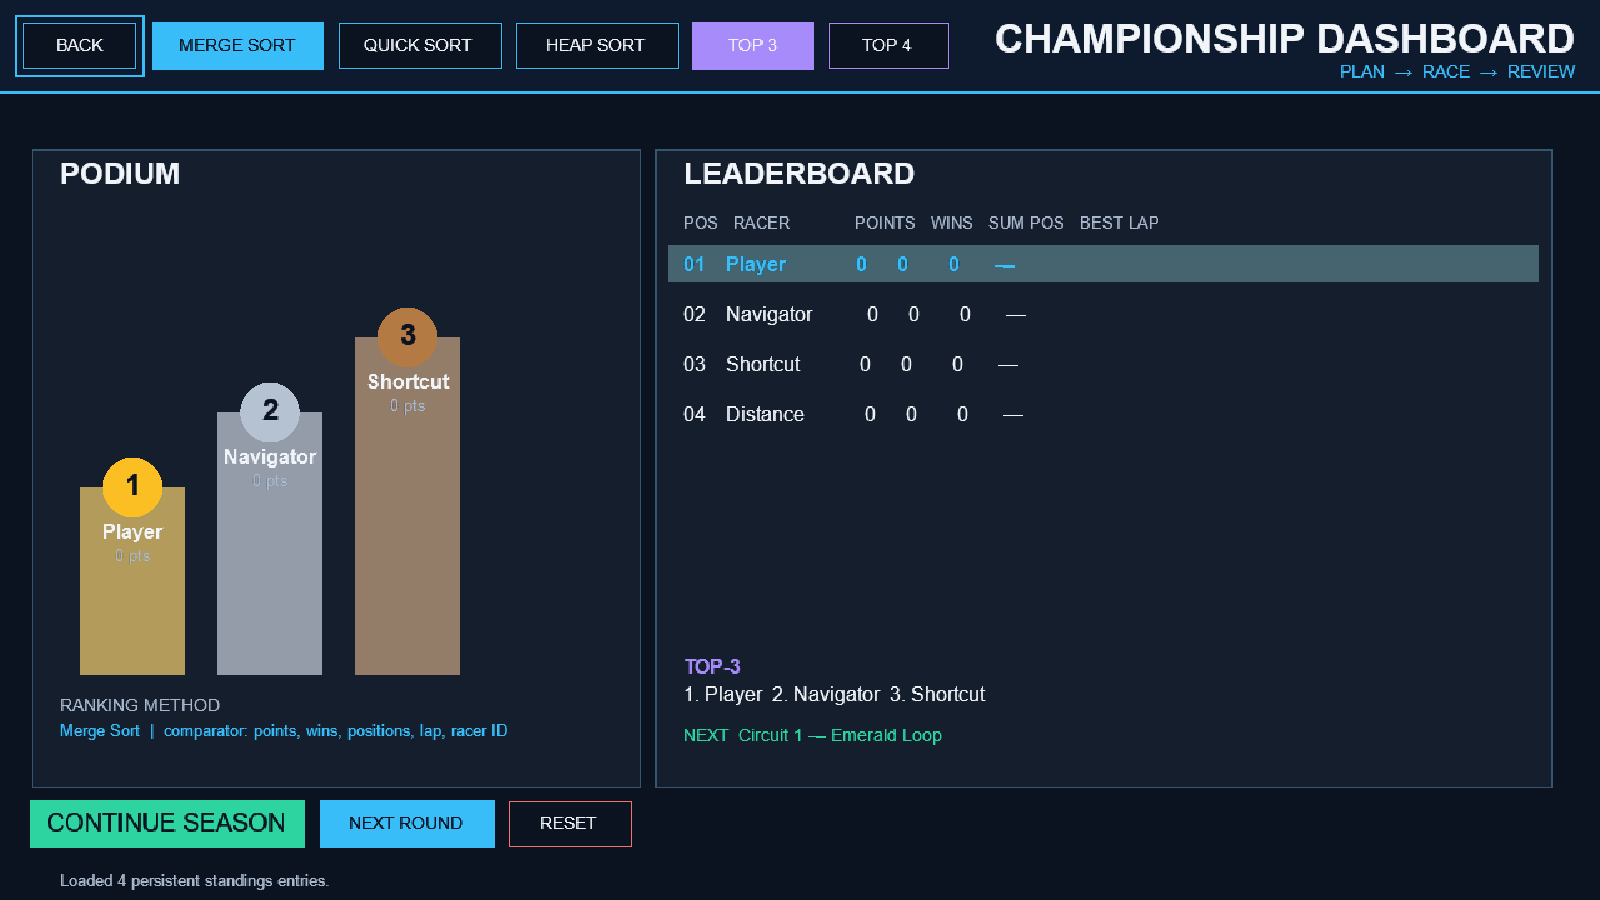 BACK MERGE SORT QUICK SORT HEAP SORT TOP 3 TOP 4 CHAMPIONSHIP DASHBOARD
PLAN → RACE → REVIEW
PODIUM
3
Shortcut
0 pts
2
Navigator
0 pts
1
Player
0 pts
RANKING METHOD
Merge Sort | comparator: points, wins, positions, lap, racer ID
LEADERBOARD
POS RACER POINTS WINS SUM POS BEST LAP
01 Player 0 0 0 —
02 Navigator 0 0 0 —
03 Shortcut 0 0 0 —
04 Distance 0 0 0 —
TOP-3
1. Player 2. Navigator 3. Shortcut
NEXT Circuit 1 — Emerald Loop
CONTINUE SEASON NEXT ROUND RESET
Loaded 4 persistent standings entries.